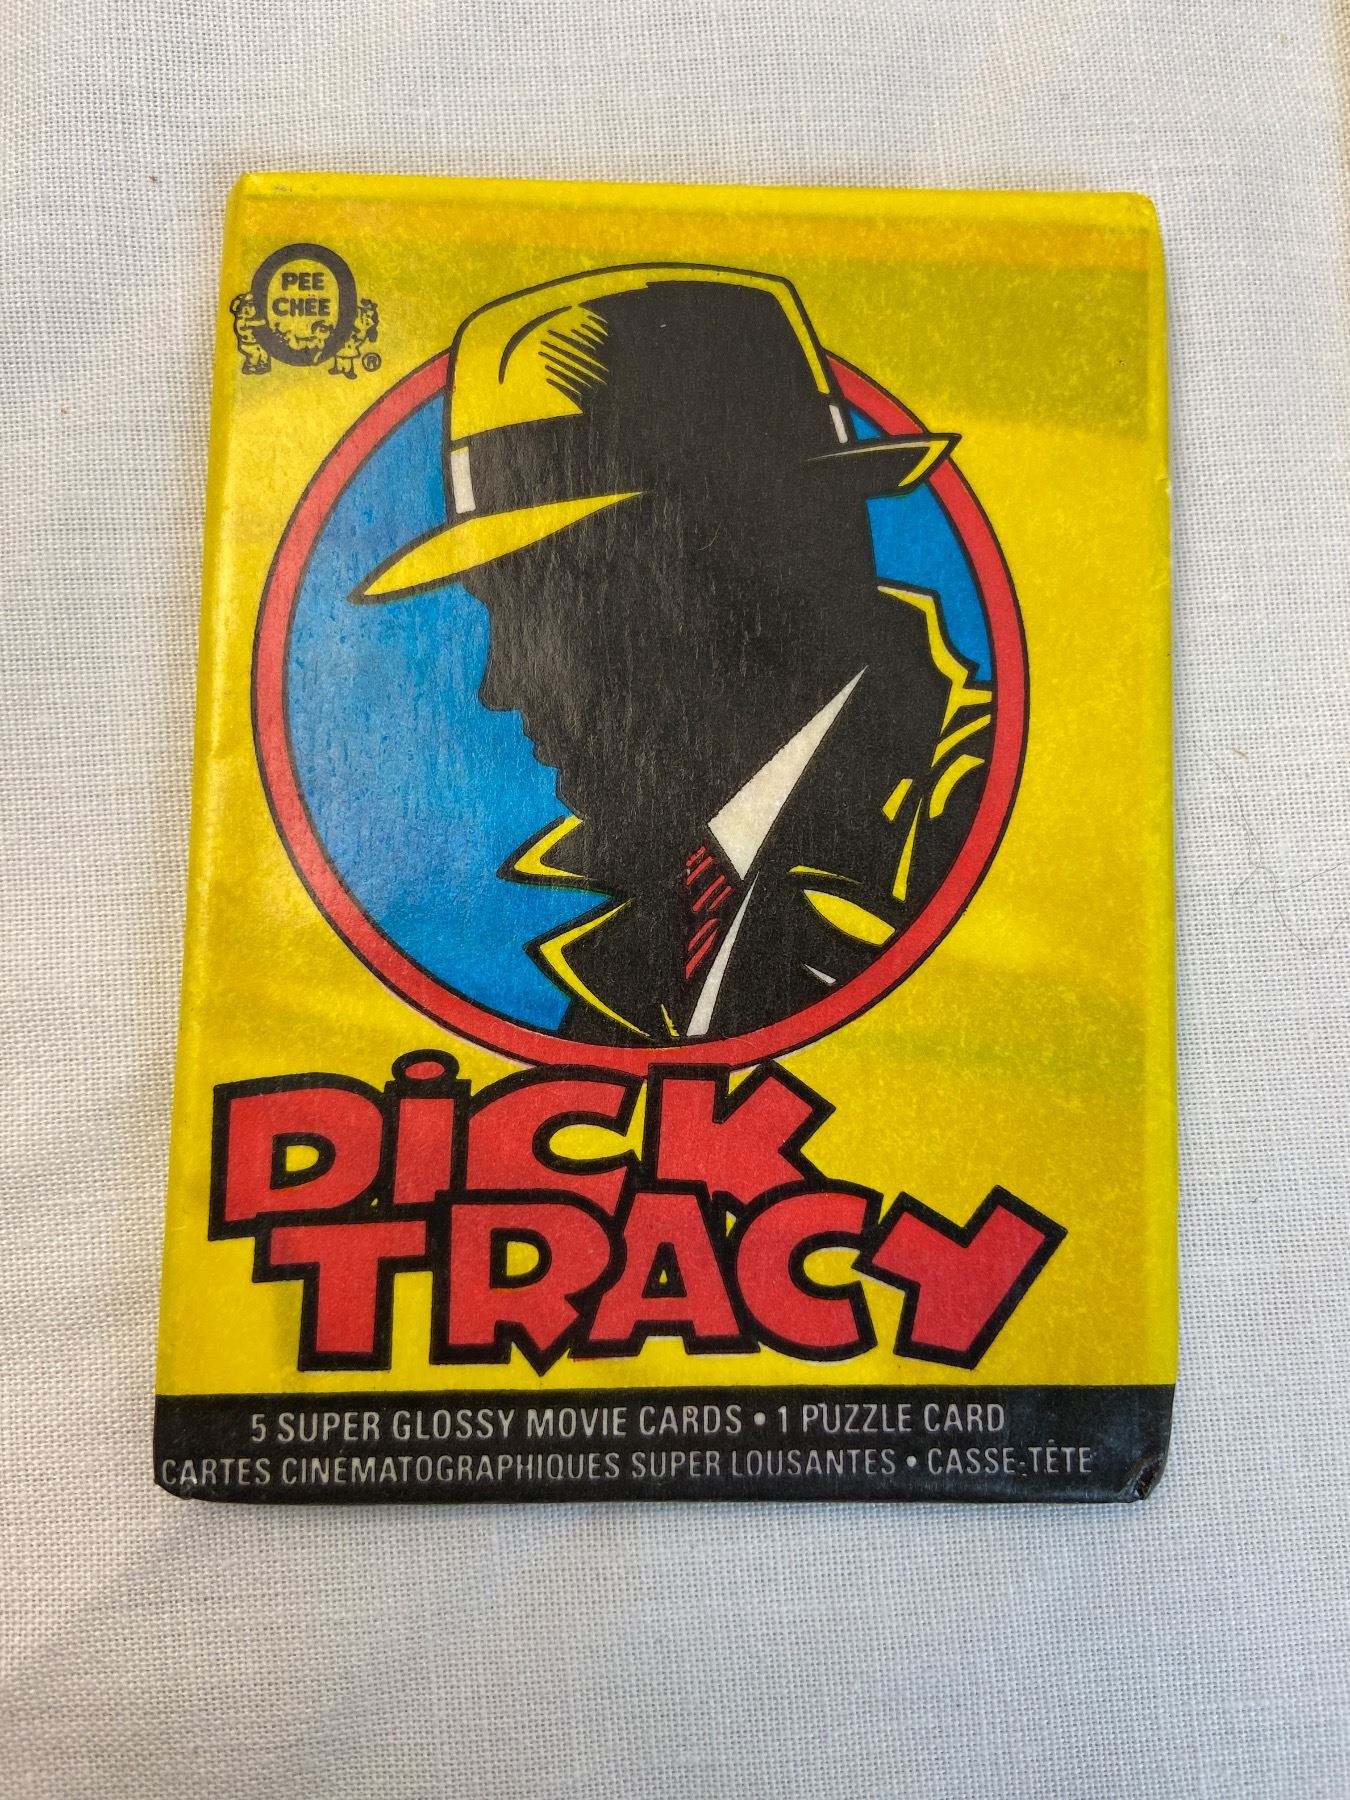 PEE
CHEE
®
DiCK
TRACY
5 SUPER GLOSSY MOVIE CARDS • 1 PUZZLE CARD
CARTES CINEMATOGRAPHIQUES SUPER LOUSANTES • CASSE-TÊTE